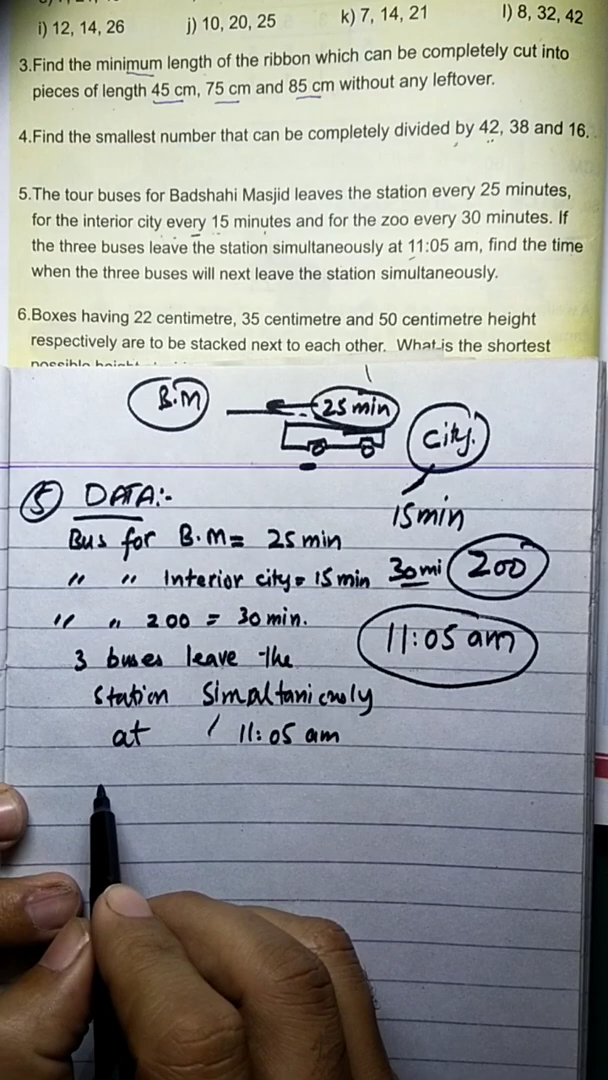 i) 12, 14, 26 j) 10, 20, 25 k) 7, 14, 21 l) 8, 32, 42
3.Find the minimum length of the ribbon which can be completely cut into
pieces of length 45 cm, 75 cm and 85 cm without any leftover.
4.Find the smallest number that can be completely divided by 42, 38 and 16.
5.The tour buses for Badshahi Masjid leaves the station every 25 minutes,
for the interior city every 15 minutes and for the zoo every 30 minutes. If
the three buses leave the station simultaneously at 11:05 am, find the time
when the three buses will next leave the station simultaneously.
6.Boxes having 22 centimetre, 35 centimetre and 50 centimetre height
respectively are to be stacked next to each other. What is the shortest
B.M 25 min City.
15min
5 DATA:-
Bus for B.M = 25 min
" " Interior city = 15 min 30 mi ZOO
" " ZOO = 30 min.
11:05 am
3 buses leave the
station Simaltaniously
at 11:05 am